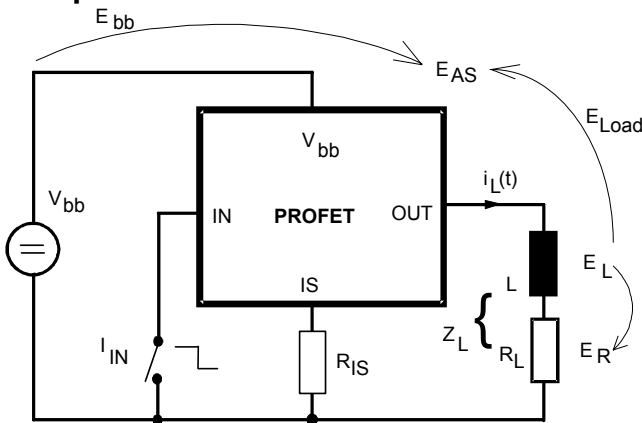 E bb
E AS
E Load
V bb
V bb
i L (t)
IN PROFET OUT
IS
L
E L
Z L {
R L
E R
I IN
R IS